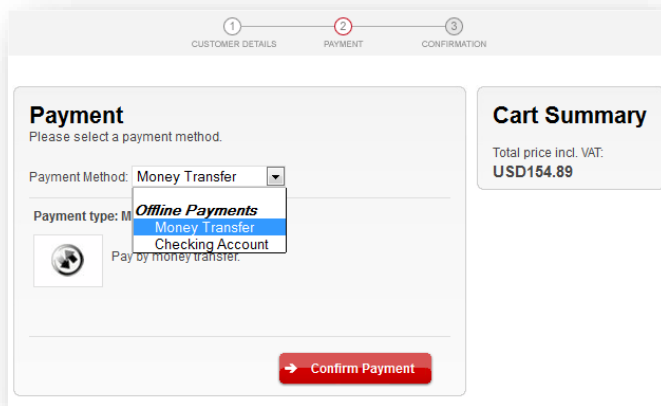 1 2 3
CUSTOMER DETAILS PAYMENT CONFIRMATION
Payment
Please select a payment method.
Payment Method: Money Transfer
Offline Payments
Money Transfer
Checking Account
Payment type: M
Pay by money transfer.
Confirm Payment
Cart Summary
Total price incl. VAT:
USD154.89